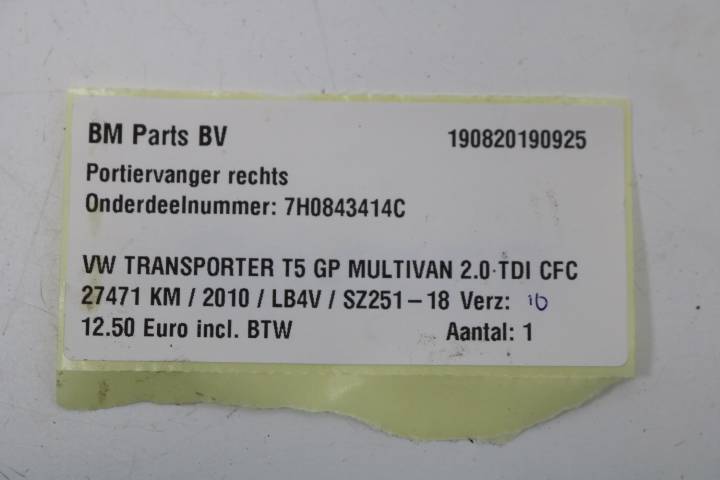 BM Parts BV 190820190925
Portiervanger rechts
Onderdeelnummer: 7H0843414C
VW TRANSPORTER T5 GP MULTIVAN 2.0 TDI CFC
27471 KM / 2010 / LB4V / SZ251-18 Verz: 10
12.50 Euro incl. BTW Aantal: 1